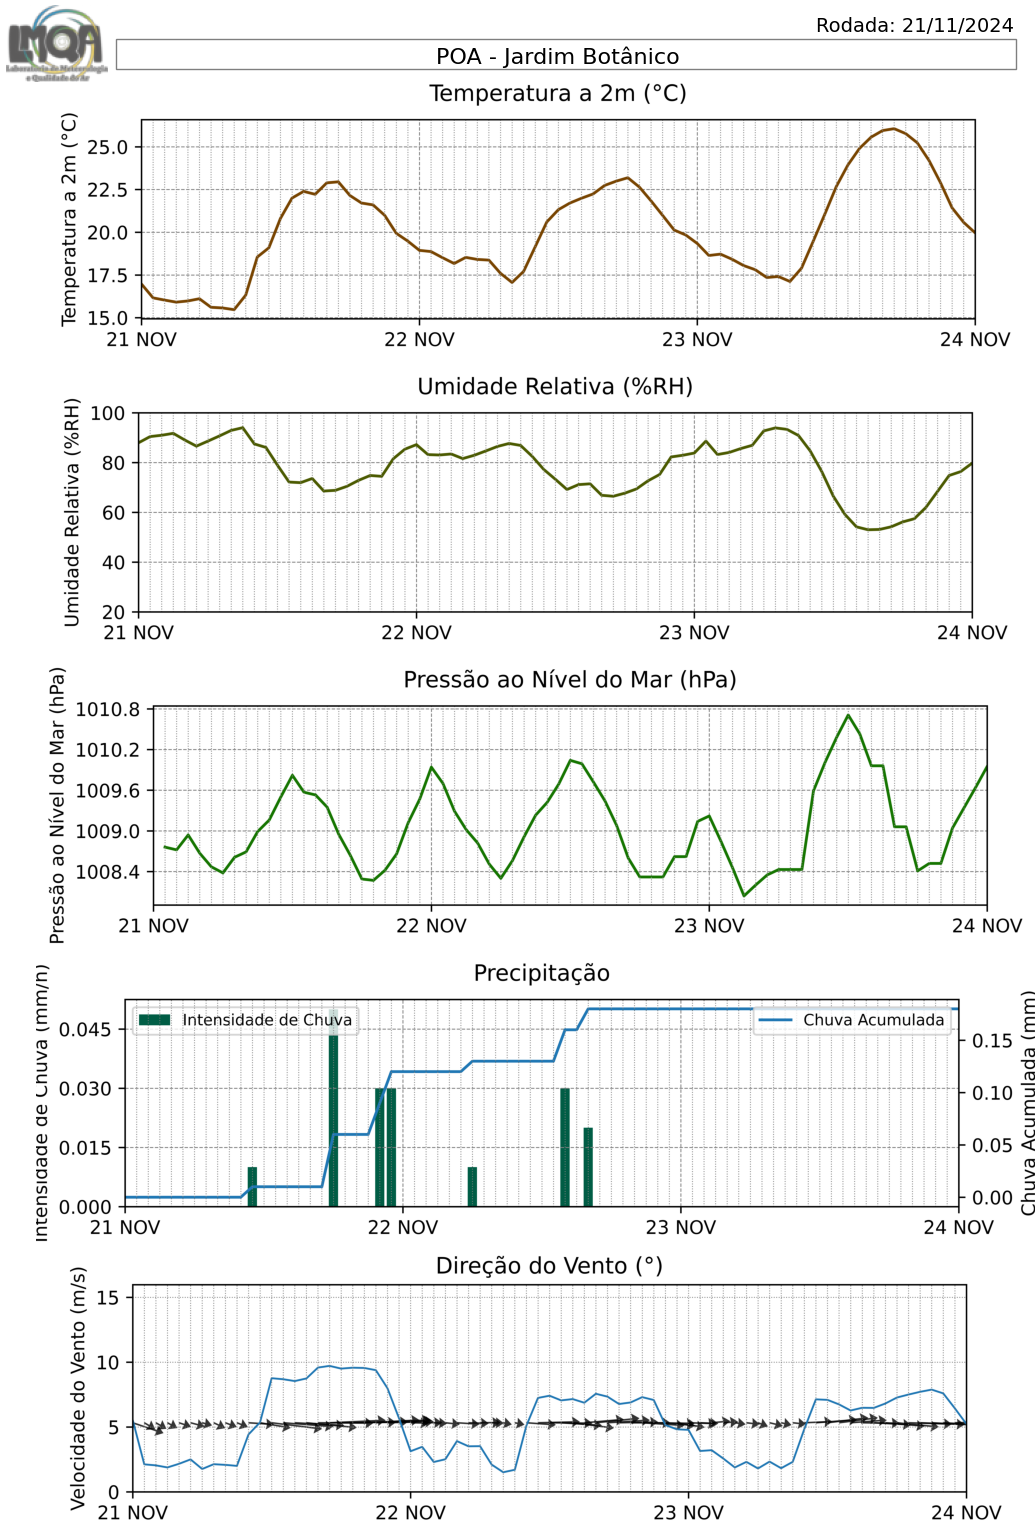 LMQA
Laboratório de Meteorologia
e Qualidade do Ar
Rodada: 21/11/2024
POA - Jardim Botânico
Temperatura a 2m (°C)
Temperatura a 2m (°C)
25.0
22.5
20.0
17.5
15.0
21 NOV 22 NOV 23 NOV 24 NOV
Umidade Relativa (%RH)
Umidade Relativa (%RH)
100
80
60
40
20
21 NOV 22 NOV 23 NOV 24 NOV
Pressão ao Nível do Mar (hPa)
Pressão ao Nível do Mar (hPa)
1010.8
1010.2
1009.6
1009.0
1008.4
21 NOV 22 NOV 23 NOV 24 NOV
Precipitação
Intensidade de Chuva (mm/h)
Intensidade de Chuva
Chuva Acumulada
0.045
0.030
0.015
0.000
0.15
0.10
0.05
0.00
Chuva Acumulada (mm)
21 NOV 22 NOV 23 NOV 24 NOV
Direção do Vento (°)
Velocidade do Vento (m/s)
15
10
5
0
21 NOV 22 NOV 23 NOV 24 NOV